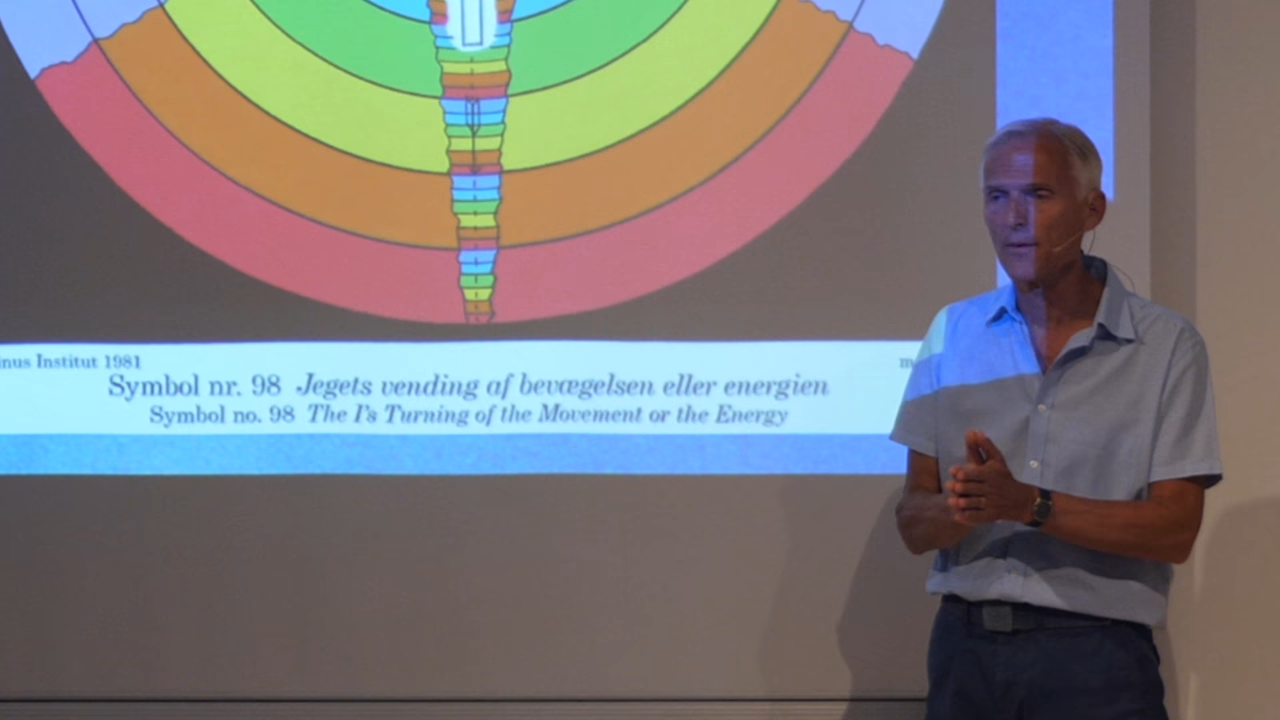 Institut 1981
Symbol nr. 98 Jegets vending af bevægelsen eller energien
Symbol no. 98 The I's Turning of the Movement or the Energy